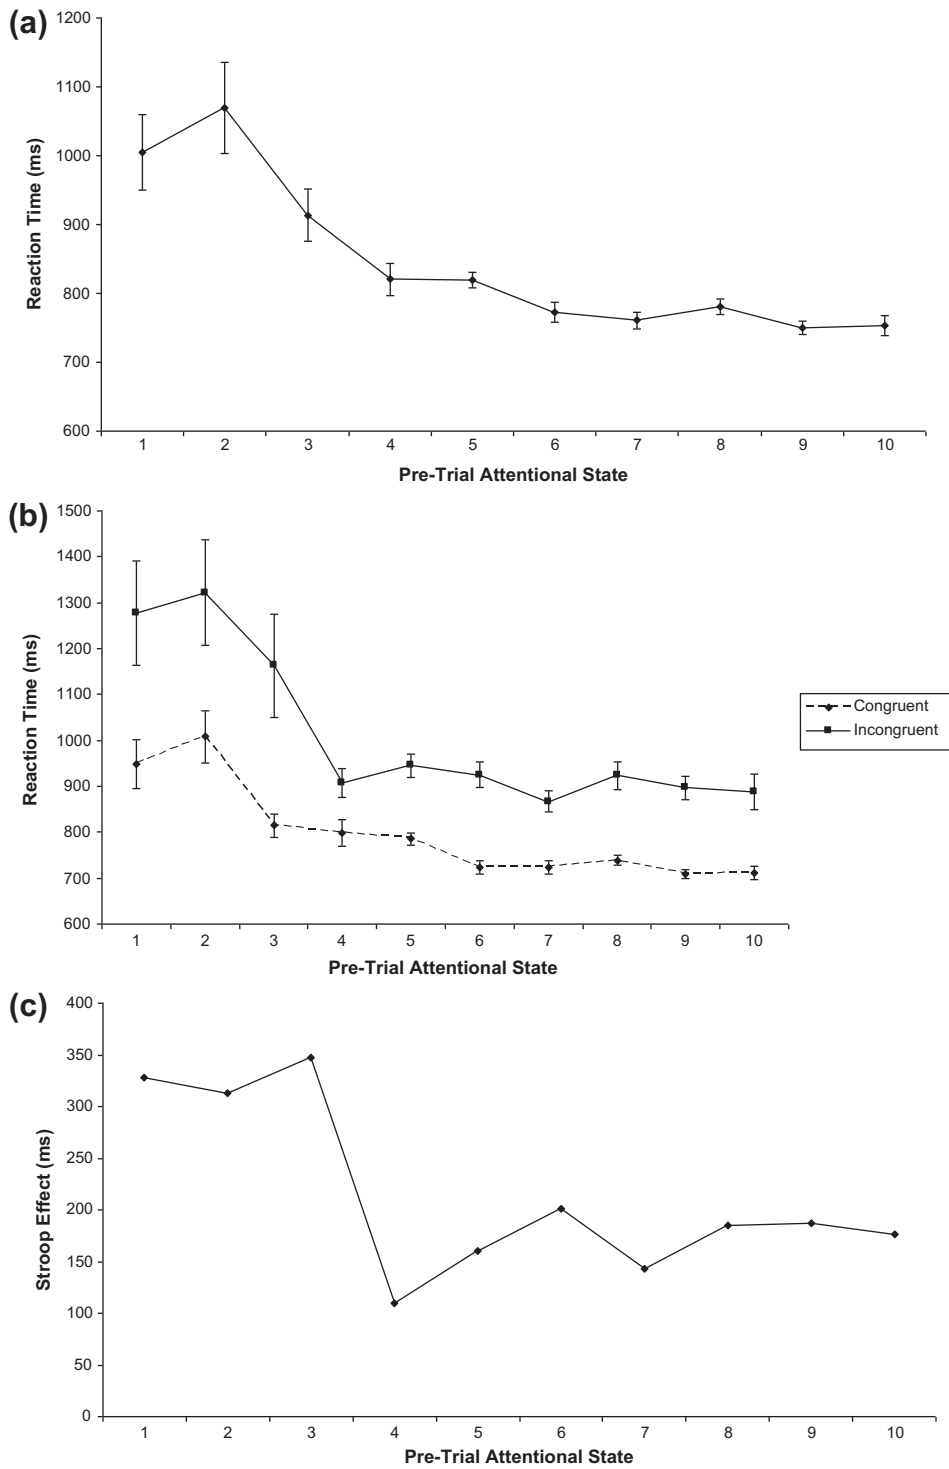 (a)
1200
1100
1000
900
800
700
600
Reaction Time (ms)
1 2 3 4 5 6 7 8 9 10
Pre-Trial Attentional State
(b)
1500
1400
1300
1200
1100
1000
900
800
700
600
Reaction Time (ms)
1 2 3 4 5 6 7 8 9 10
Pre-Trial Attentional State
Congruent
Incongruent
(c)
400
350
300
250
200
150
100
50
0
Stroop Effect (ms)
1 2 3 4 5 6 7 8 9 10
Pre-Trial Attentional State